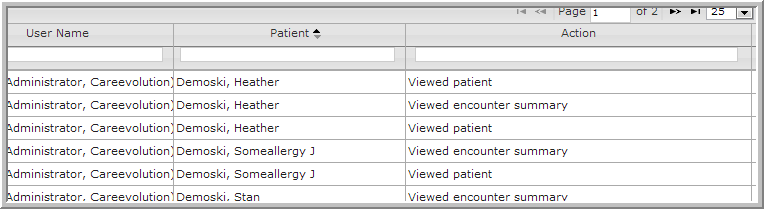 Page 1 of 2 25
User Name Patient Action
Administrator, Careevolution) Demoski, Heather Viewed patient
Administrator, Careevolution) Demoski, Heather Viewed encounter summary
Administrator, Careevolution) Demoski, Heather Viewed patient
Administrator, Careevolution) Demoski, Someallergy J Viewed encounter summary
Administrator, Careevolution) Demoski, Someallergy J Viewed patient
Administrator, Careevolution) Demoski, Stan Viewed encounter summary